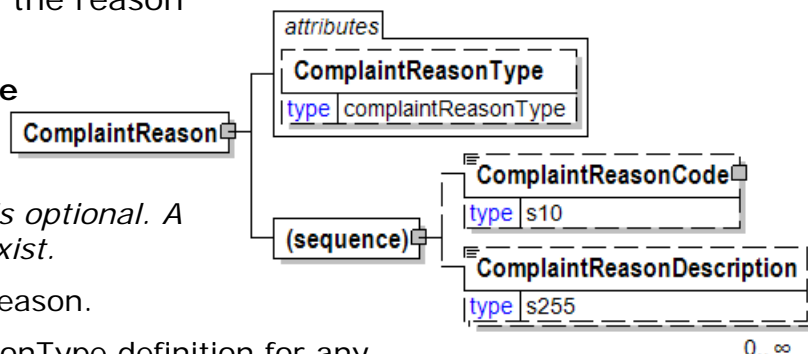 the reason
attributes
ComplaintReasonType
e
type complaintReasonType
ComplaintReason
ComplaintReasonCode
s optional. A
type s10
(sequence)
xist.
ComplaintReasonDescription
eason.
type s255
onType definition for any
0..∞